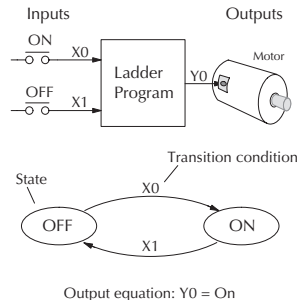 Inputs
Outputs
ON
X0
OFF
X1
Ladder
Program
Y0
Motor
Transition condition
State
X0
OFF
ON
X1
Output equation: Y0 = On